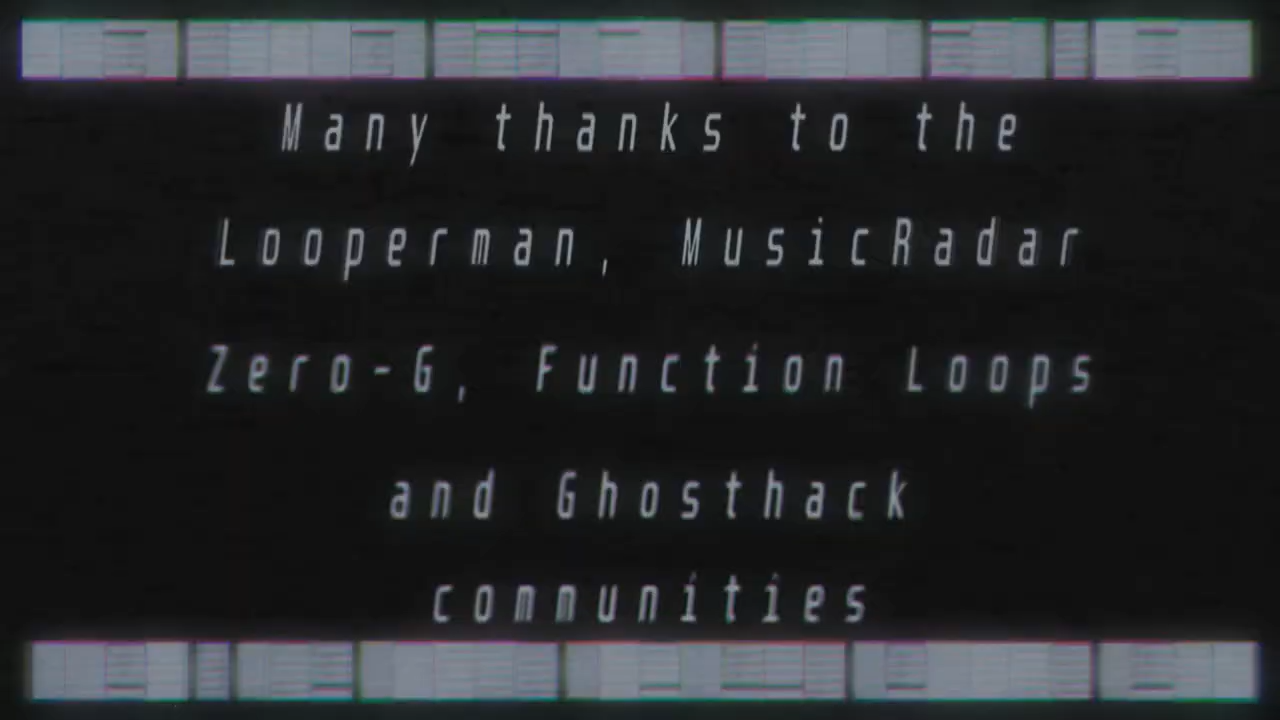 Many thanks to the
Looperman, MusicRadar
Zero-G, Function Loops
and Ghosthack
communities